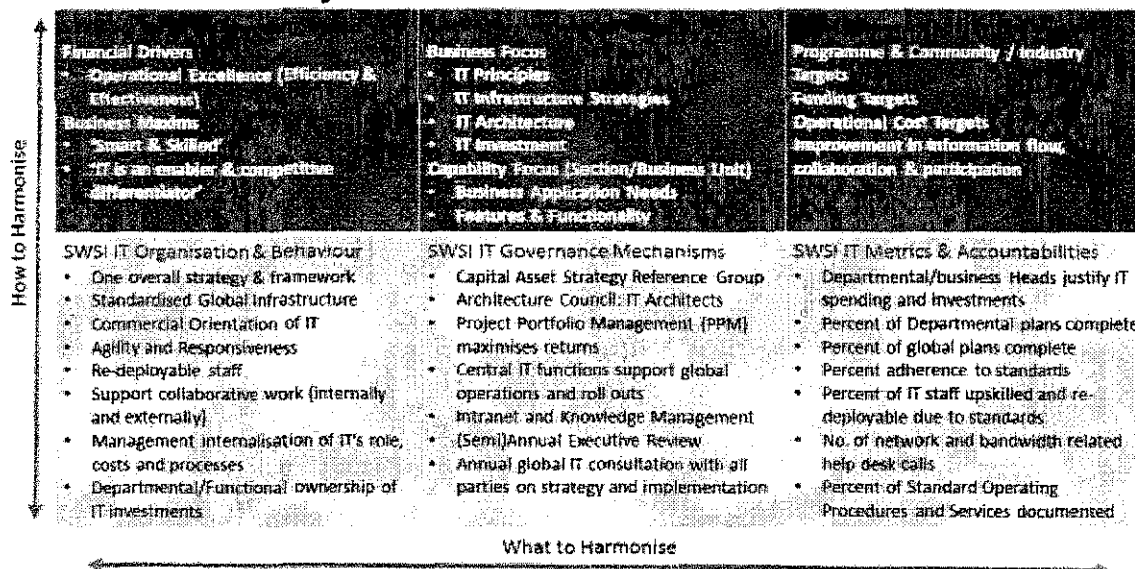 How to Harmonise
Financial Drivers
• Operational Excellence (Efficiency &
Effectiveness)
Business Maxims
• 'Smart & Skilled'
• 'IT is an enabler & competitive
differentiator'
Business Focus
• IT Principles
• IT Infrastructure Strategies
• IT Architecture
• IT Investment
Capability Focus (Section/Business Unit)
• Business Application Needs
• Features & Functionality
Programme & Community / Industry
Targets
Funding Targets
Operational Cost Targets
Improvement in information flow,
collaboration & participation
SWSI IT Organisation & Behaviour
• One overall strategy & framework
• Standardised Global Infrastructure
• Commercial Orientation of IT
• Agility and Responsiveness
• Re-deployable staff
• Support collaborative work (internally
and externally)
• Management internalisation of IT's role,
costs and processes
• Departmental/Functional ownership of
IT investments
SWSI IT Governance Mechanisms
• Capital Asset Strategy Reference Group
• Architecture Council: IT Architects
• Project Portfolio Management (PPM)
maximises returns
• Central IT functions support global
operations and roll outs
• Intranet and Knowledge Management
• (Semi)Annual Executive Review
• Annual global IT consultation with all
parties on strategy and implementation
SWSI IT Metrics & Accountabilities
• Departmental/business Heads justify IT
spending and investments
• Percent of Departmental plans complete
• Percent of global plans complete
• Percent adherence to standards
• Percent of IT staff upskilled and re-
deployable due to standards
• No. of network and bandwidth related
help desk calls
• Percent of Standard Operating
Procedures and Services documented
What to Harmonise